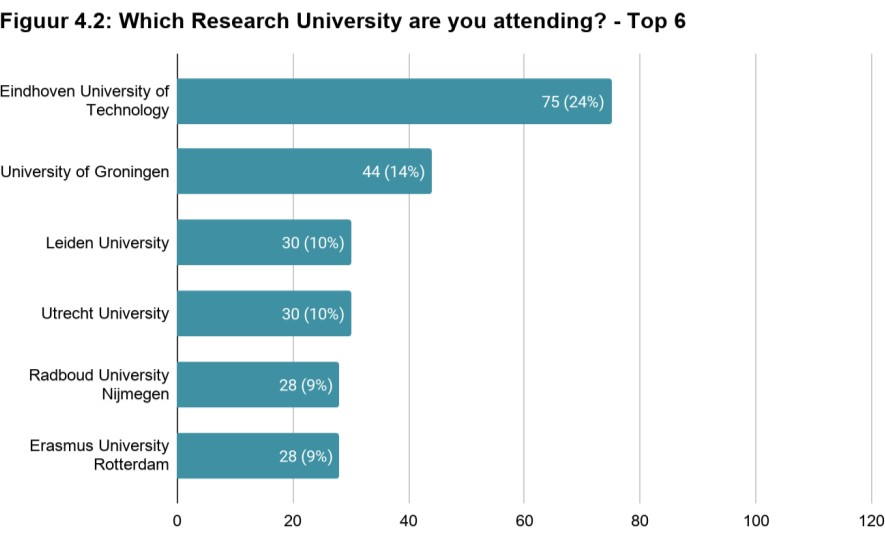 Figuur 4.2: Which Research University are you attending? - Top 6
Eindhoven University of
Technology
75 (24%)
University of Groningen
44 (14%)
Leiden University
30 (10%)
Utrecht University
30 (10%)
Radboud University
Nijmegen
28 (9%)
Erasmus University
Rotterdam
28 (9%)
0 20 40 60 80 100 120